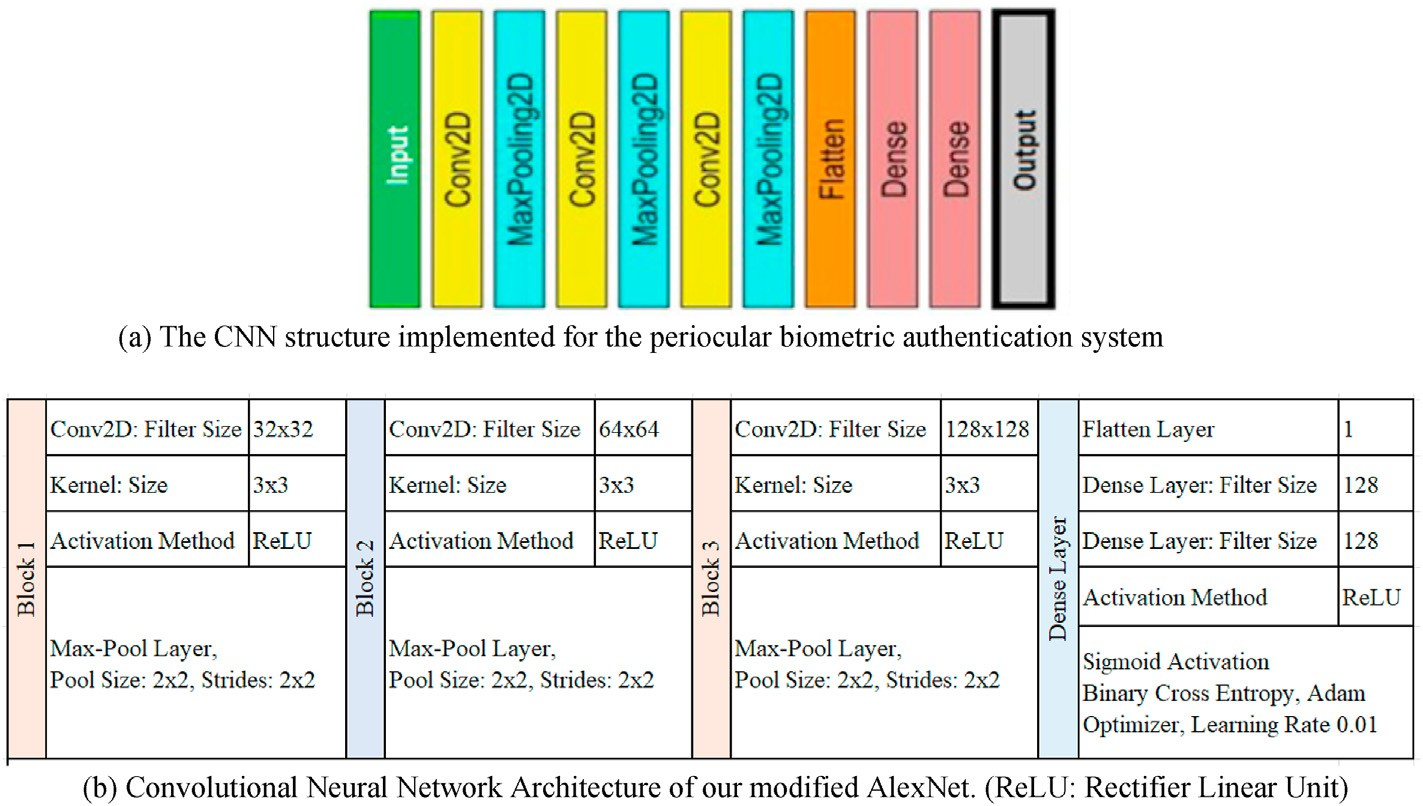 Input
Conv2D
MaxPooling2D
Conv2D
MaxPooling2D
Conv2D
MaxPooling2D
Flatten
Dense
Dense
Output
(a) The CNN structure implemented for the periocular biometric authentication system
Block 1
Conv2D: Filter Size 32x32
Kernel: Size 3x3
Activation Method ReLU
Max-Pool Layer,
Pool Size: 2x2, Strides: 2x2
Block 2
Conv2D: Filter Size 64x64
Kernel: Size 3x3
Activation Method ReLU
Max-Pool Layer,
Pool Size: 2x2, Strides: 2x2
Block 3
Conv2D: Filter Size 128x128
Kernel: Size 3x3
Activation Method ReLU
Max-Pool Layer,
Pool Size: 2x2, Strides: 2x2
Dense Layer
Flatten Layer 1
Dense Layer: Filter Size 128
Dense Layer: Filter Size 128
Activation Method ReLU
Sigmoid Activation
Binary Cross Entropy, Adam
Optimizer, Learning Rate 0.01
(b) Convolutional Neural Network Architecture of our modified AlexNet. (ReLU: Rectifier Linear Unit)